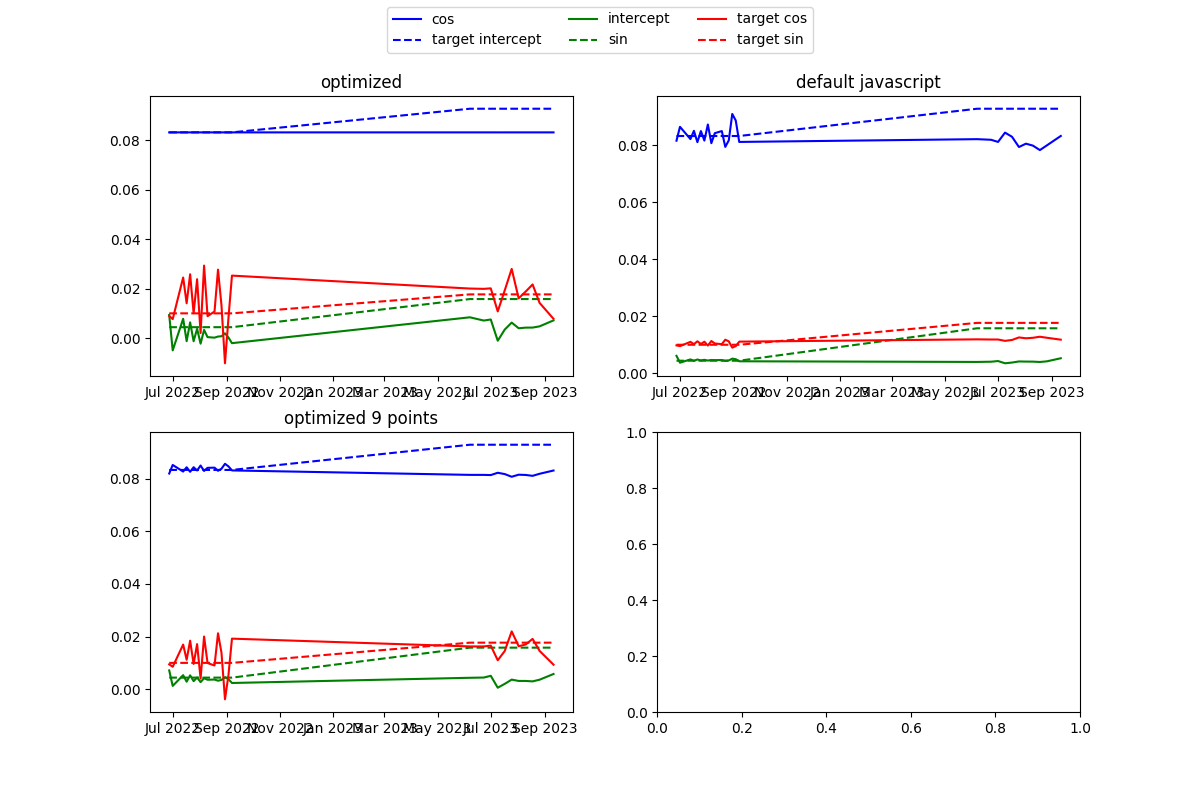 cos
target intercept
intercept
sin
target cos
target sin
optimized
0.08
0.06
0.04
0.02
0.00
Jul 2022 Sep 2022 Nov 2022 Jan 2023 Mar 2023 May 2023 Jul 2023 Sep 2023
default javascript
0.08
0.06
0.04
0.02
0.00
Jul 2022 Sep 2022 Nov 2022 Jan 2023 Mar 2023 May 2023 Jul 2023 Sep 2023
optimized 9 points
0.08
0.06
0.04
0.02
0.00
Jul 2022 Sep 2022 Nov 2022 Jan 2023 Mar 2023 May 2023 Jul 2023 Sep 2023
1.0
0.8
0.6
0.4
0.2
0.0
0.0 0.2 0.4 0.6 0.8 1.0